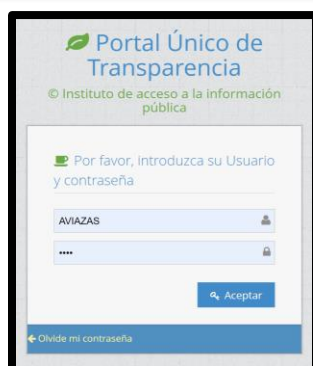 Portal Único de
Transparencia
© Instituto de acceso a la información
pública
Por favor, introduzca su Usuario
y contraseña
AVIAZAS
••••
Aceptar
Olvide mi contraseña